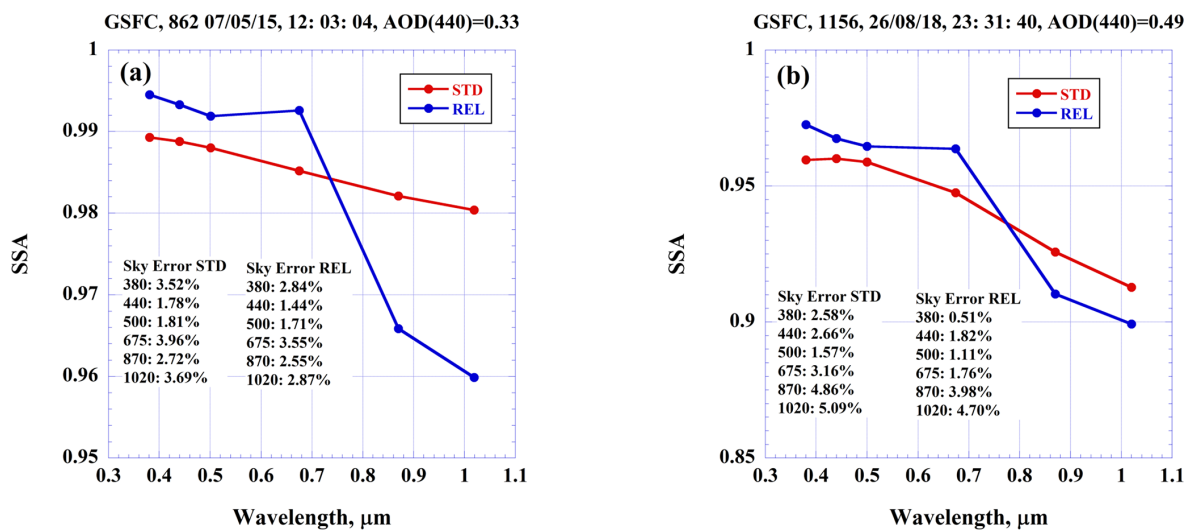 GSFC, 862 07/05/15, 12: 03: 04, AOD(440)=0.33
(a)
STD
REL
1
0.99
0.98
0.97
0.96
0.95
SSA
Sky Error STD
380: 3.52%
440: 1.78%
500: 1.81%
675: 3.96%
870: 2.72%
1020: 3.69%
Sky Error REL
380: 2.84%
440: 1.44%
500: 1.71%
675: 3.55%
870: 2.55%
1020: 2.87%
0.3 0.4 0.5 0.6 0.7 0.8 0.9 1 1.1
Wavelength, μm
GSFC, 1156, 26/08/18, 23: 31: 40, AOD(440)=0.49
(b)
STD
REL
1
0.95
0.9
0.85
SSA
Sky Error STD
380: 2.58%
440: 2.66%
500: 1.57%
675: 3.16%
870: 4.86%
1020: 5.09%
Sky Error REL
380: 0.51%
440: 1.82%
500: 1.11%
675: 1.76%
870: 3.98%
1020: 4.70%
0.3 0.4 0.5 0.6 0.7 0.8 0.9 1 1.1
Wavelength, μm